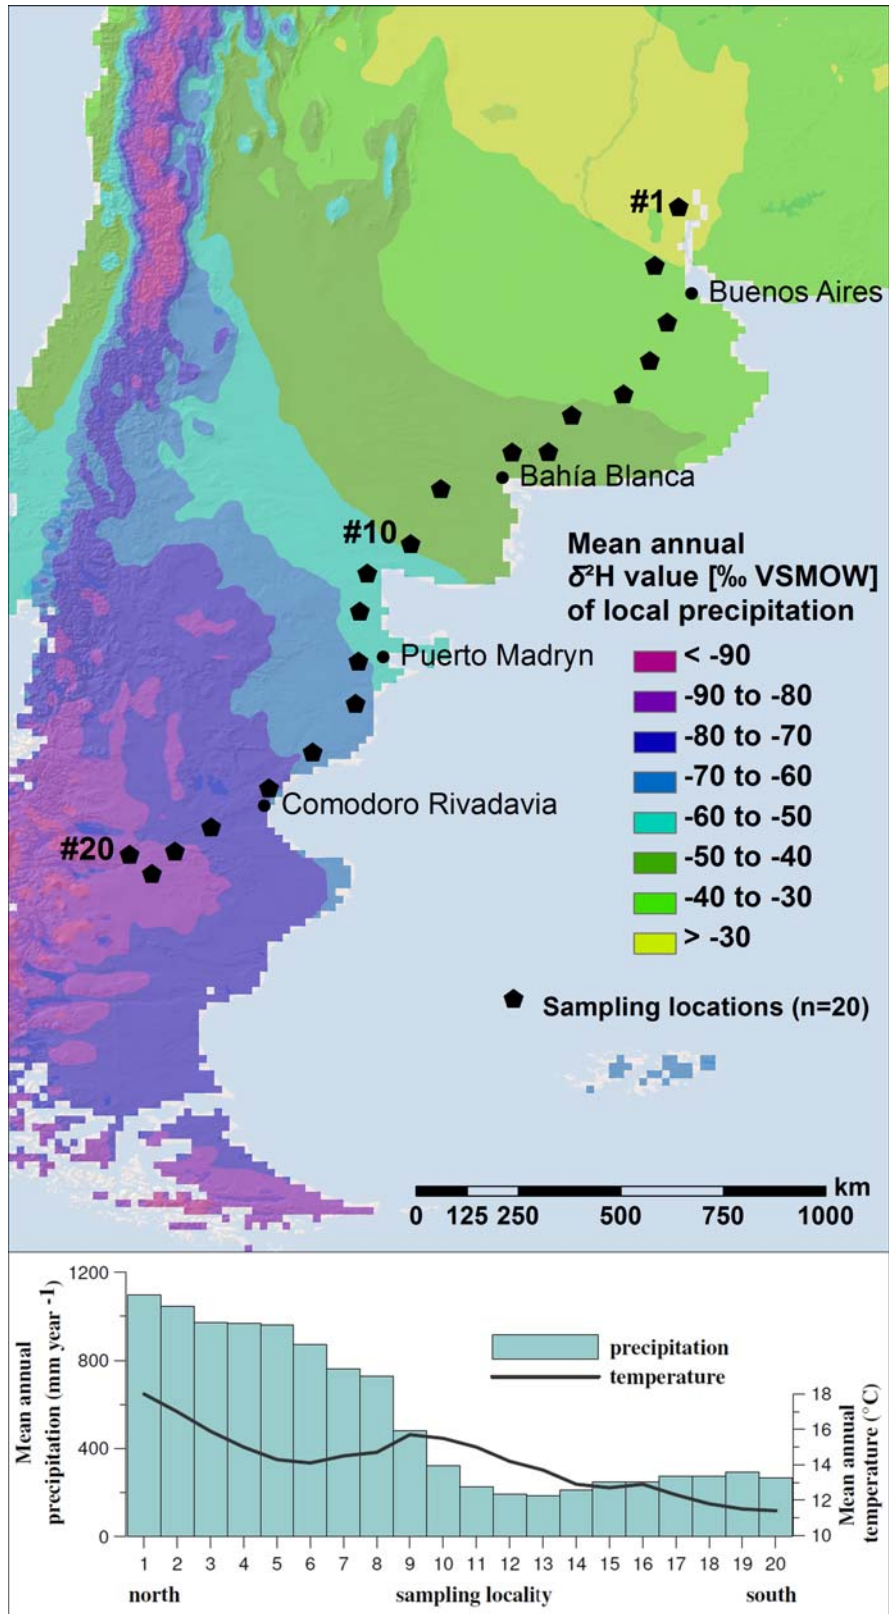 #1
Buenos Aires
Bahía Blanca
#10
Mean annual
δ²H value [‰ VSMOW]
of local precipitation
< -90
Puerto Madryn
-90 to -80
-80 to -70
-70 to -60
Comodoro Rivadavia
-60 to -50
#20
-50 to -40
-40 to -30
> -30
Sampling locations (n=20)
km
0 125 250 500 750 1000
Mean annual
precipitation (mm year -1)
1200
800
400
0
precipitation
temperature
18
16
14
12
10
Mean annual
temperature (°C)
1 2 3 4 5 6 7 8 9 10 11 12 13 14 15 16 17 18 19 20
north sampling locality south